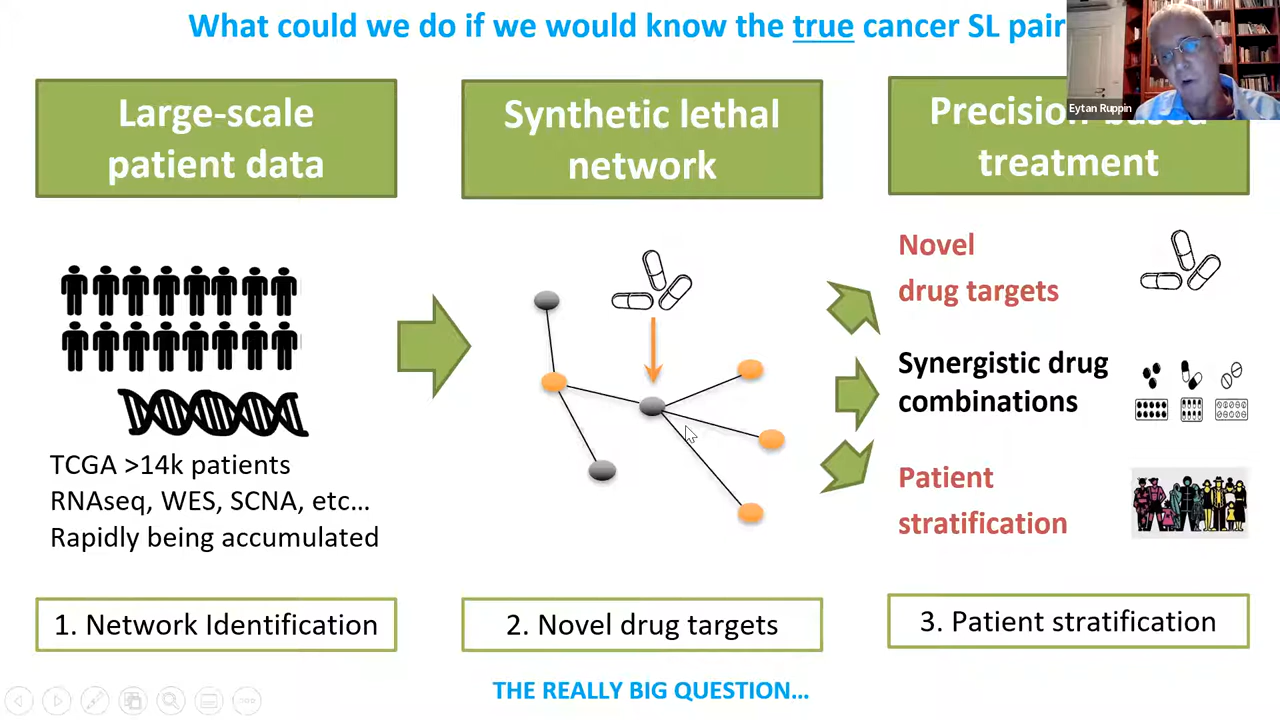 What could we do if we would know the true cancer SL pair
Eytan Ruppin
Large-scale
patient data
Synthetic lethal
network
Precision-based
treatment
Novel
drug targets
Synergistic drug
combinations
Patient
stratification
TCGA >14k patients
RNAseq, WES, SCNA, etc...
Rapidly being accumulated
1. Network Identification
2. Novel drug targets
3. Patient stratification
THE REALLY BIG QUESTION...